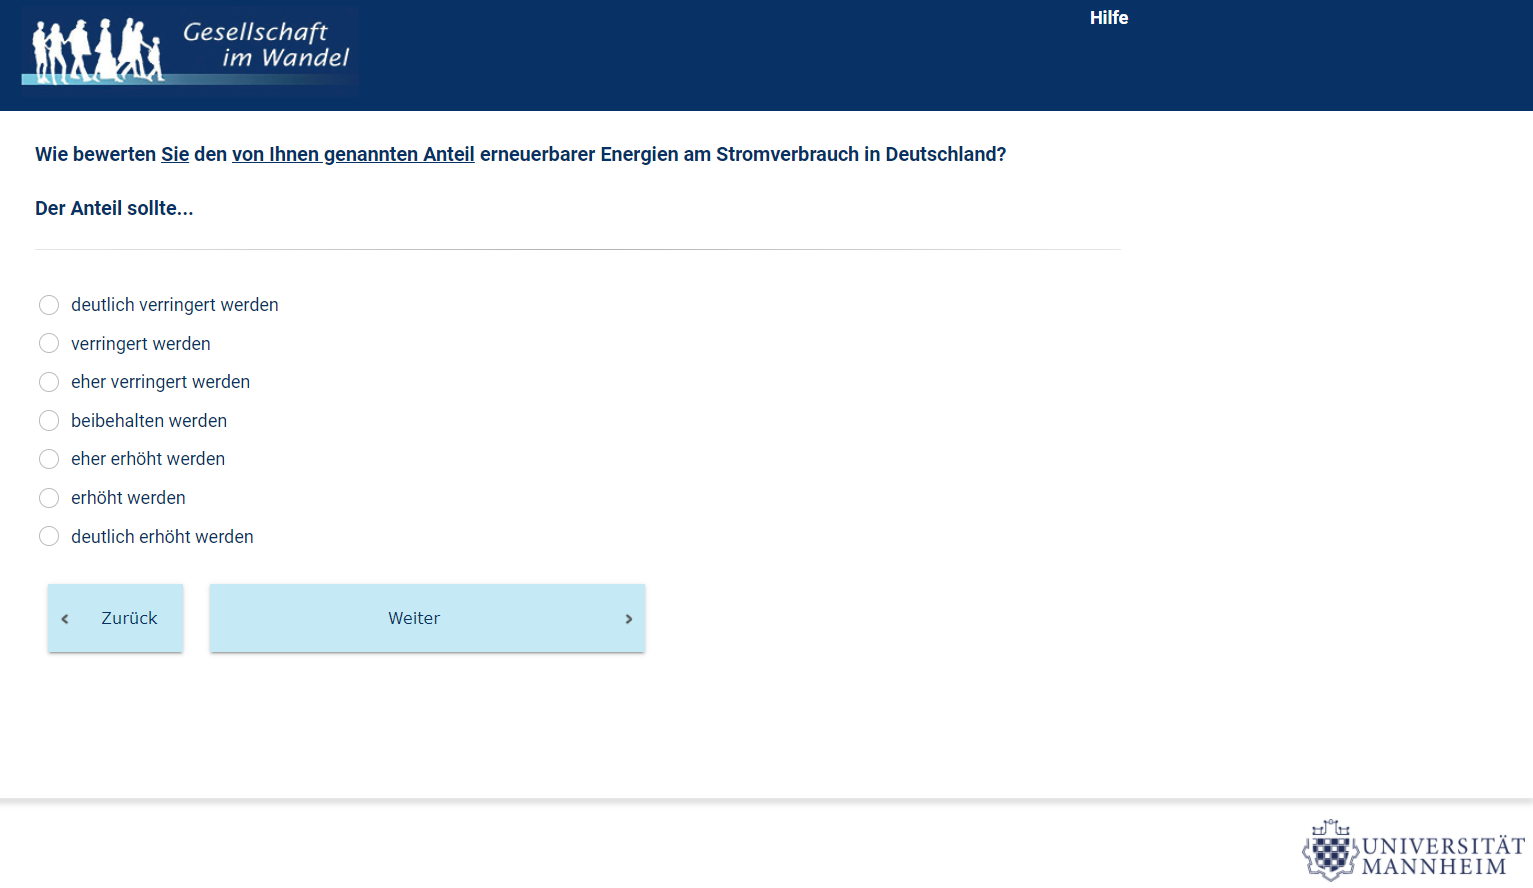 Gesellschaft
im Wandel
Hilfe
Wie bewerten Sie den von Ihnen genannten Anteil erneuerbarer Energien am Stromverbrauch in Deutschland?
Der Anteil sollte...
deutlich verringert werden
verringert werden
eher verringert werden
beibehalten werden
eher erhöht werden
erhöht werden
deutlich erhöht werden
Zurück
Weiter
UNIVERSITÄT
MANNHEIM